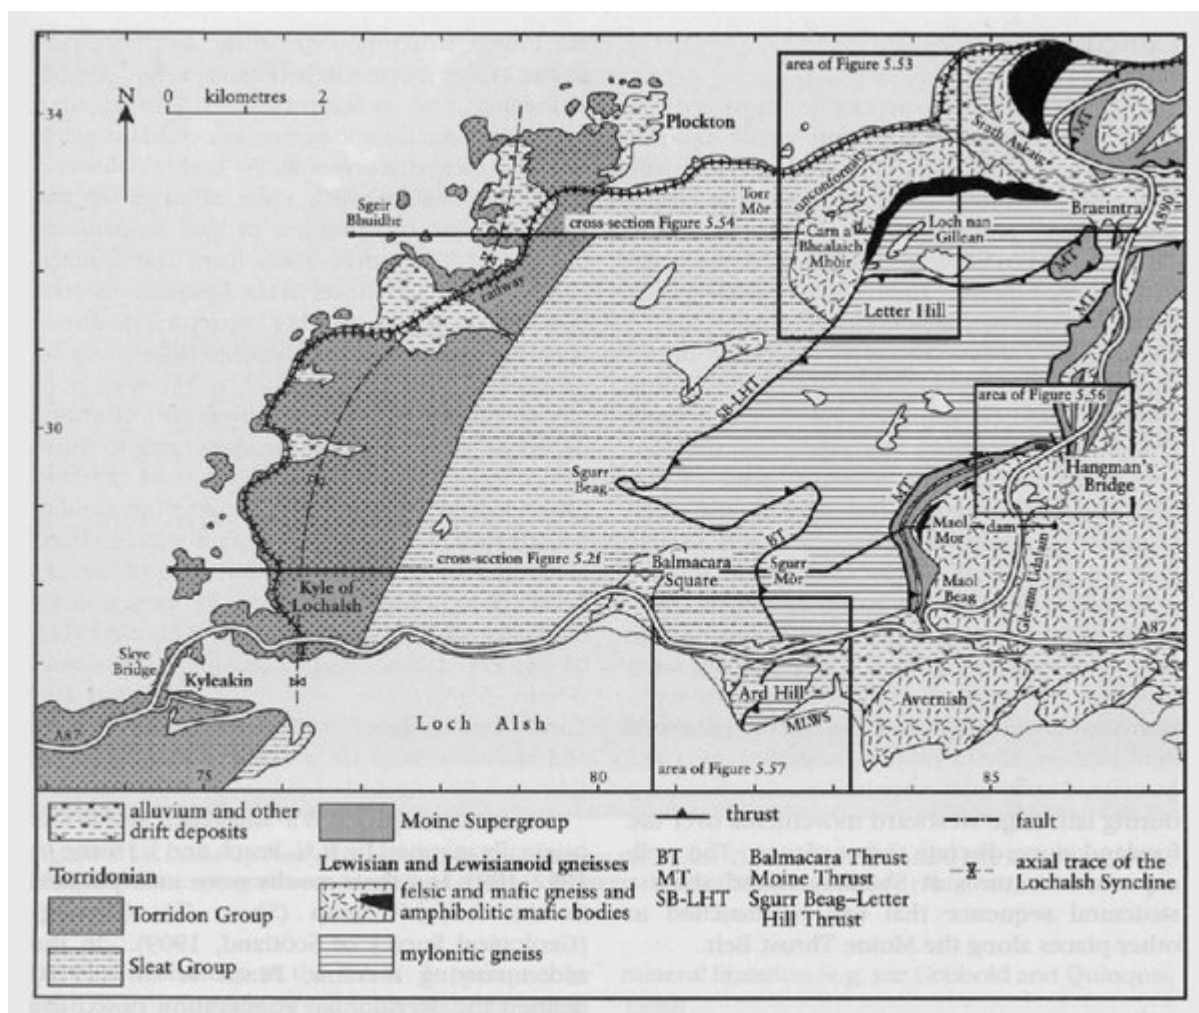 area of Figure 5.53
N
0 kilometres 2
34
Plockton
unconformity
Srath Ascaig
MT
Torr
Mòr
Sgeir
Bhuidhe
cross-section Figure 5.54
Carn a'
Bhealaich
Mhòir
Loch nan
Gillean
Braeintra
A890
MT
railway
Letter Hill
MT
SB-LHT
area of Figure 5.56
30
Sgurr
Beag
MT
Hangman's
Bridge
Maol
Mor
dam
BT
cross-section Figure 5.2f
Balmacara
Square
Sgurr
Mòr
Maol
Beag
Gleann Udalain
Kyle of
Lochalsh
A87
Skye
Bridge
Kyleakin
Ard Hill
Avernish
Loch Alsh
MLWS
A87
75
80
area of Figure 5.57
85
alluvium and other
drift deposits
Torridonian
Torridon Group
Sleat Group
Moine Supergroup
Lewisian and Lewisianoid gneisses
felsic and mafic gneiss and
amphibolitic mafic bodies
mylonitic gneiss
thrust
BT Balmacara Thrust
MT Moine Thrust
SB-LHT Sgurr Beag–Letter
Hill Thrust
fault
axial trace of the
Lochalsh Syncline